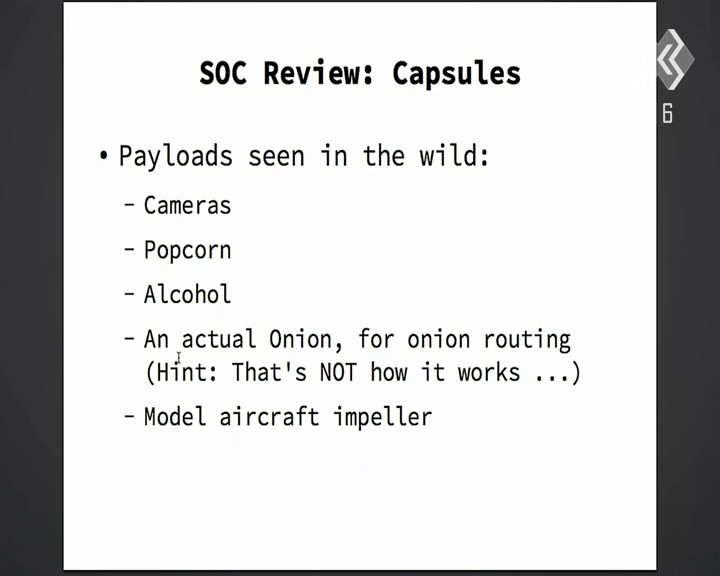 SOC Review: Capsules
6
• Payloads seen in the wild:
– Cameras
– Popcorn
– Alcohol
– An actual Onion, for onion routing
(Hint: That's NOT how it works ...)
– Model aircraft impeller